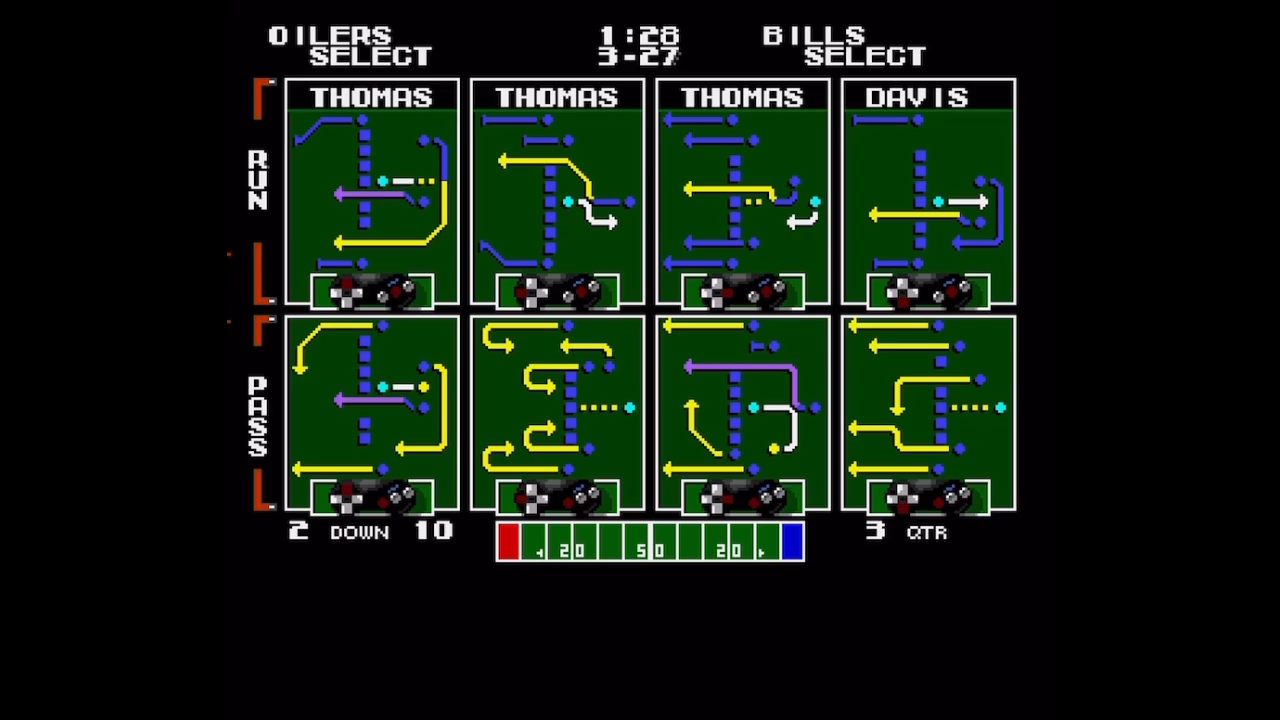 OILERS 1:28 BILLS
SELECT 3-27 SELECT
THOMAS THOMAS THOMAS DAVIS
RUN
PASS
2 DOWN 10 3 QTR
20 50 20